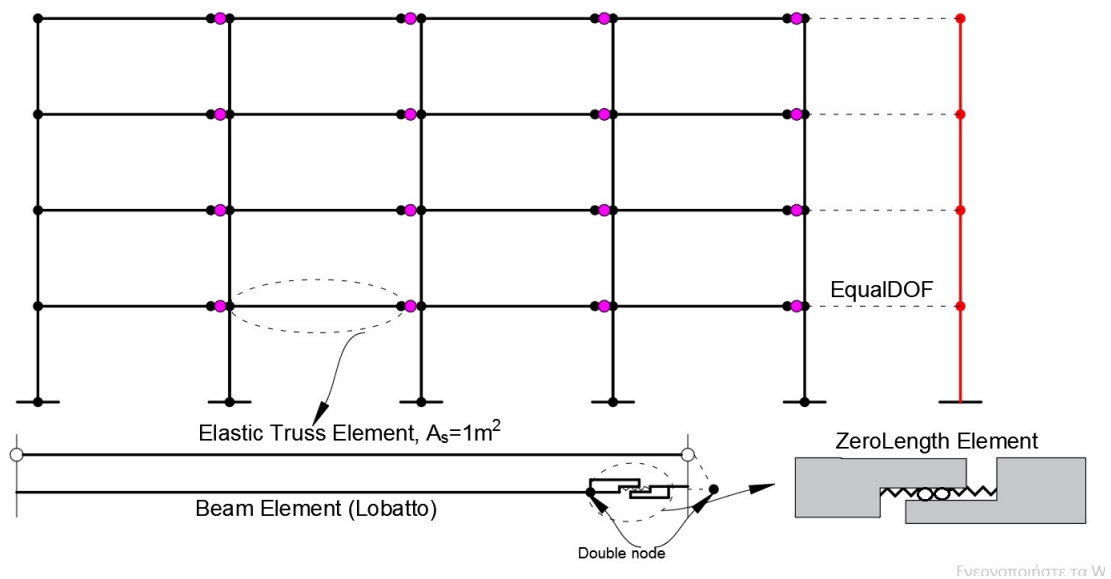 EqualDOF
Elastic Truss Element, As=1m2
ZeroLength Element
Beam Element (Lobatto)
Double node
Ενεργοποιήστε τα W